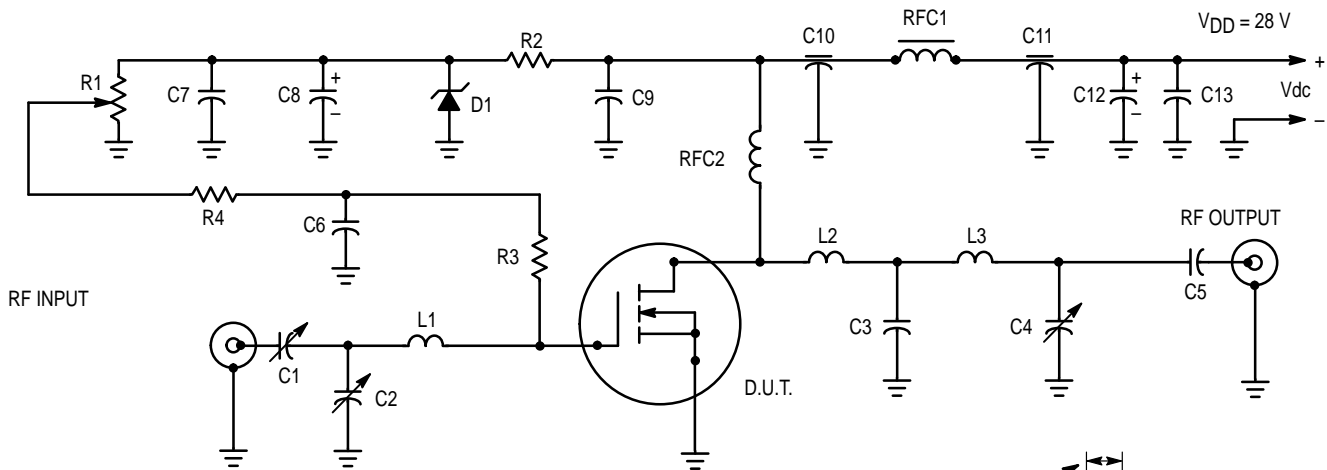 RFC1
V_DD = 28 V
C10
C11
R2
+
R1
C7
C8
+
–
D1
C9
C12
+
–
C13
Vdc
–
RFC2
R4
C6
R3
L2
L3
RF OUTPUT
RF INPUT
C5
L1
C3
C4
C1
C2
D.U.T.